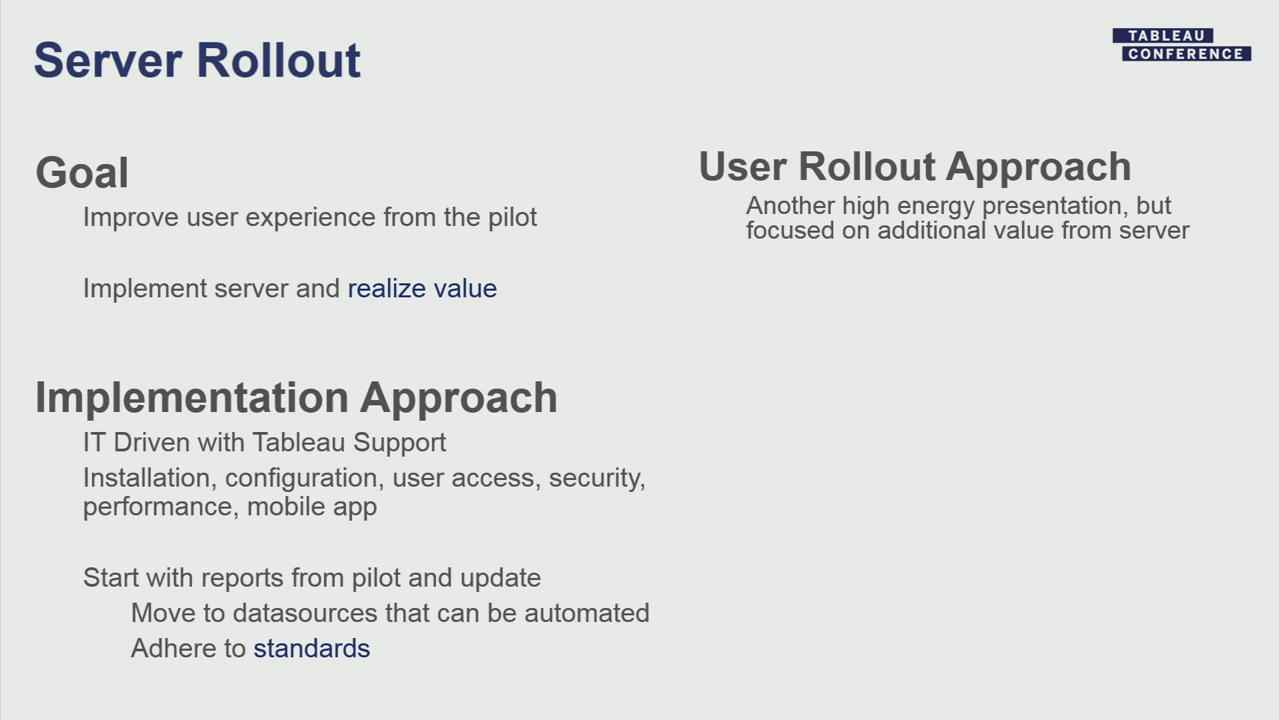 Server Rollout
TABLEAU
CONFERENCE
Goal
Improve user experience from the pilot
Implement server and realize value
Implementation Approach
IT Driven with Tableau Support
Installation, configuration, user access, security,
performance, mobile app
Start with reports from pilot and update
Move to datasources that can be automated
Adhere to standards
User Rollout Approach
Another high energy presentation, but
focused on additional value from server